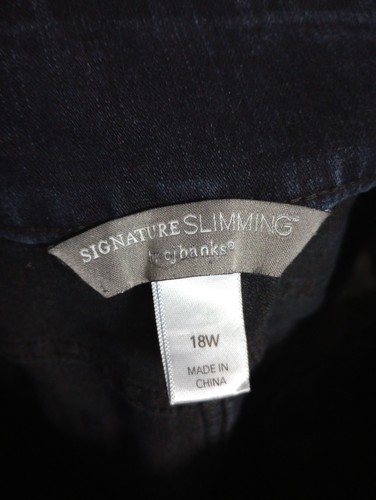 SIGNATURE SLIMMING™
by cjbanks®
18W
MADE IN
CHINA